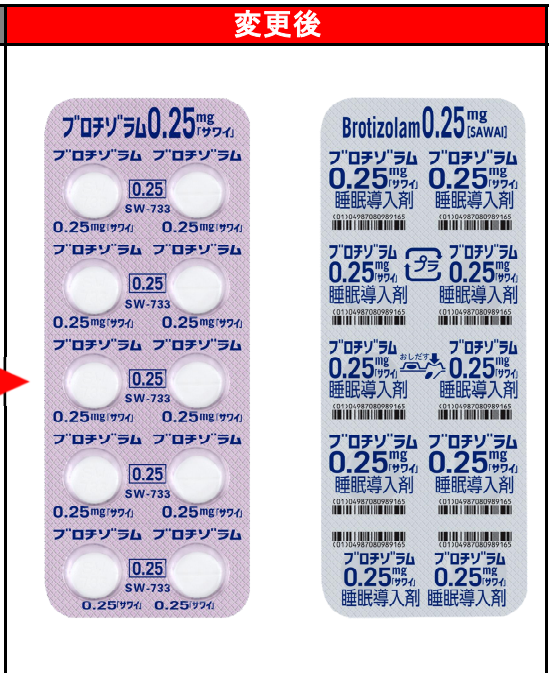 変更後
ブロチゾラム0.25mg「サワイ」
ブロチゾラム ブロチゾラム
0.25
SW-733
0.25mg「サワイ」 0.25mg「サワイ」
ブロチゾラム ブロチゾラム
0.25
SW-733
0.25mg「サワイ」 0.25mg「サワイ」
ブロチゾラム ブロチゾラム
0.25
SW-733
0.25mg「サワイ」 0.25mg「サワイ」
ブロチゾラム ブロチゾラム
0.25
SW-733
0.25mg「サワイ」 0.25mg「サワイ」
ブロチゾラム ブロチゾラム
0.25
SW-733
0.25「サワイ」 0.25「サワイ」
Brotizolam0.25mg[SAWAI]
ブロチゾラム ブロチゾラム
0.25mg「サワイ」 0.25mg「サワイ」
睡眠導入剤 睡眠導入剤
(01)04987080989165 (01)04987080989165
ブロチゾラム プラ ブロチゾラム
0.25mg「サワイ」 0.25mg「サワイ」
睡眠導入剤 睡眠導入剤
(01)04987080989165 (01)04987080989165
ブロチゾラム おしだす ブロチゾラム
0.25mg「サワイ」 0.25mg「サワイ」
睡眠導入剤 睡眠導入剤
(01)04987080989165 (01)04987080989165
ブロチゾラム ブロチゾラム
0.25mg「サワイ」 0.25mg「サワイ」
睡眠導入剤 睡眠導入剤
(01)04987080989165 (01)04987080989165
(01)04987080989165 (01)04987080989165
ブロチゾラム ブロチゾラム
0.25mg「サワイ」 0.25mg「サワイ」
睡眠導入剤 睡眠導入剤